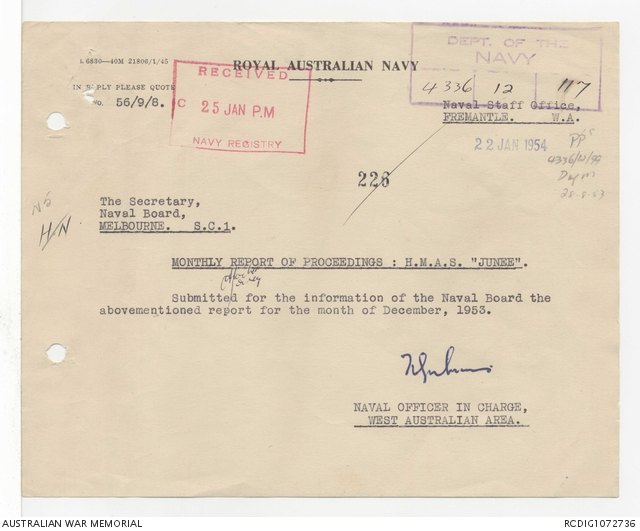 L 6830—40M 21806/1/45
ROYAL AUSTRALIAN NAVY
DEPT. OF THE
NAVY
4336 | 12 | 117
IN REPLY PLEASE QUOTE
No. 56/9/8.
RECEIVED
C 25 JAN P.M
NAVY REGISTRY
Naval Staff Office,
FREMANTLE. W.A.
22 JAN 1954
226
The Secretary,
Naval Board,
MELBOURNE. S.C.1.
H/N
MONTHLY REPORT OF PROCEEDINGS : H.M.A.S. "JUNEE".
Submitted for the information of the Naval Board the
abovementioned report for the month of December, 1953.
NAVAL OFFICER IN CHARGE,
WEST AUSTRALIAN AREA.
AUSTRALIAN WAR MEMORIAL
RCDIG1072736